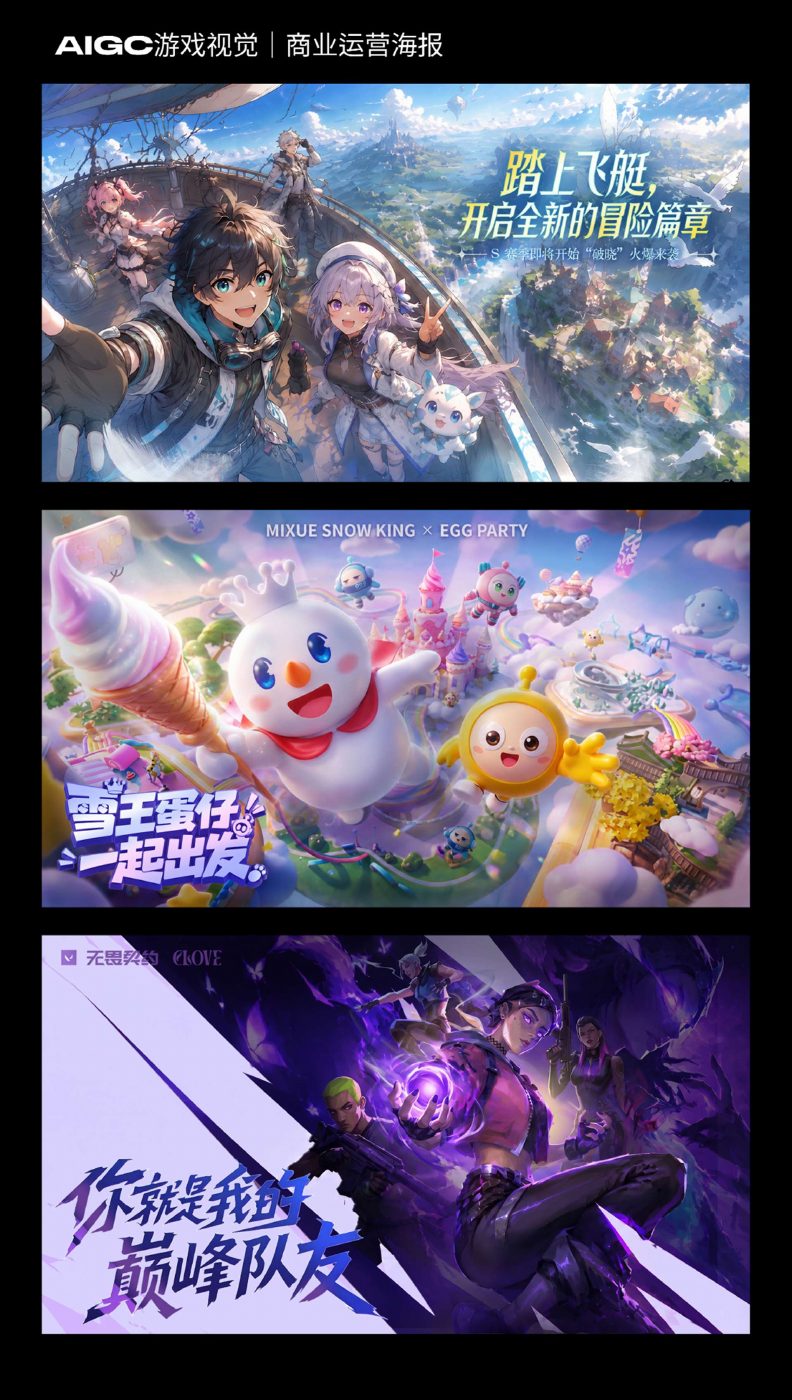 AIGC游戏视觉｜商业运营海报
踏上飞艇，
开启全新的冒险篇章
S 赛季即将开始“破晓”火爆来袭
MIXUE SNOW KING × EGG PARTY
雪王蛋仔
一起出发
无畏契约 CLOVE
你就是我的
巅峰队友